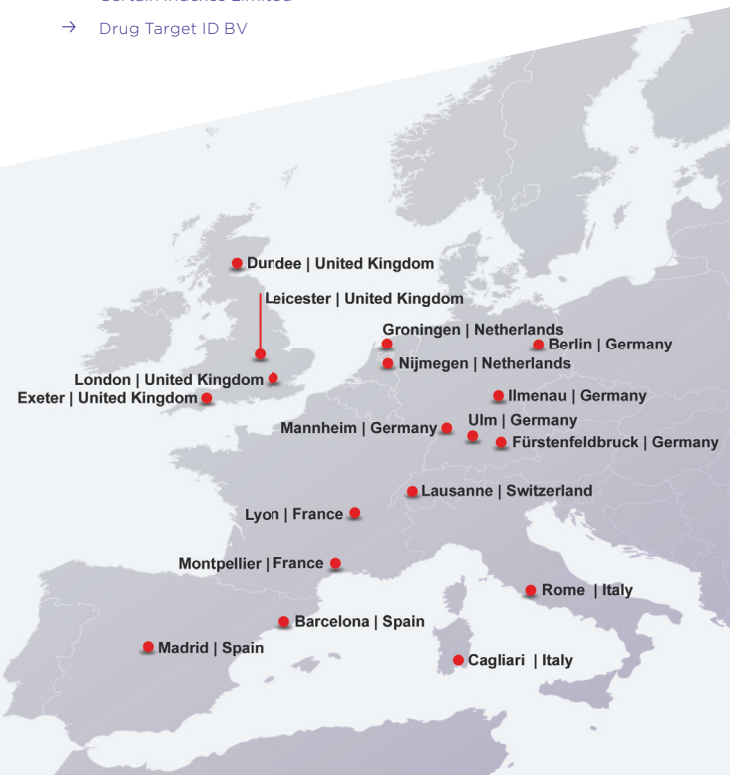 → Drug Target ID BV
Dundee | United Kingdom
Leicester | United Kingdom
Groningen | Netherlands
Berlin | Germany
Nijmegen | Netherlands
London | United Kingdom
Exeter | United Kingdom
Ilmenau | Germany
Ulm | Germany
Mannheim | Germany
Fürstenfeldbruck | Germany
Lausanne | Switzerland
Lyon | France
Montpellier | France
Rome | Italy
Barcelona | Spain
Madrid | Spain
Cagliari | Italy